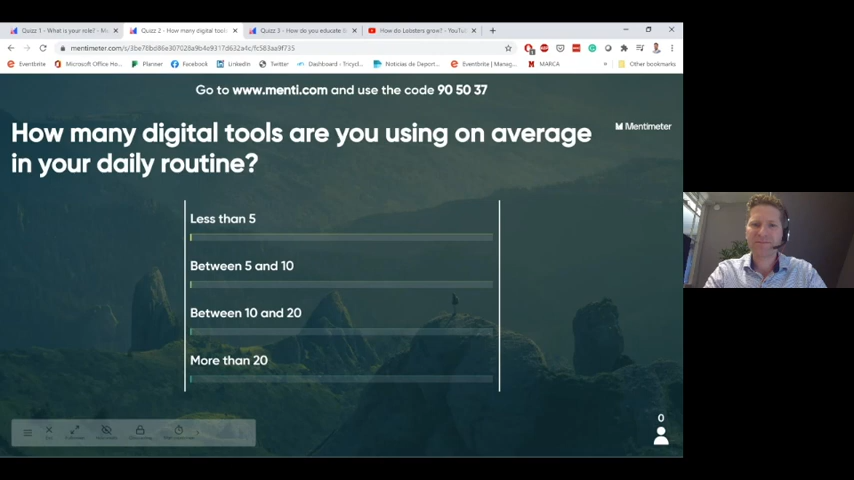 Quizz 1 - What is your role? - Me
Quizz 2 - How many digital tools
Quizz 3 - How do you educate t
How do Lobsters grow? - YouTu
mentimeter.com/s/3be78bd86e307028a9b4e9317d632a4c/fc583aa9f735
Eventbrite
Microsoft Office Ho...
Planner
Facebook
LinkedIn
Twitter
Dashboard - Tricycl...
Noticias de Deport...
Eventbrite | Manag...
MARCA
Other bookmarks
Go to www.menti.com and use the code 90 50 37
How many digital tools are you using on average
in your daily routine?
Mentimeter
Less than 5
Between 5 and 10
Between 10 and 20
More than 20
0